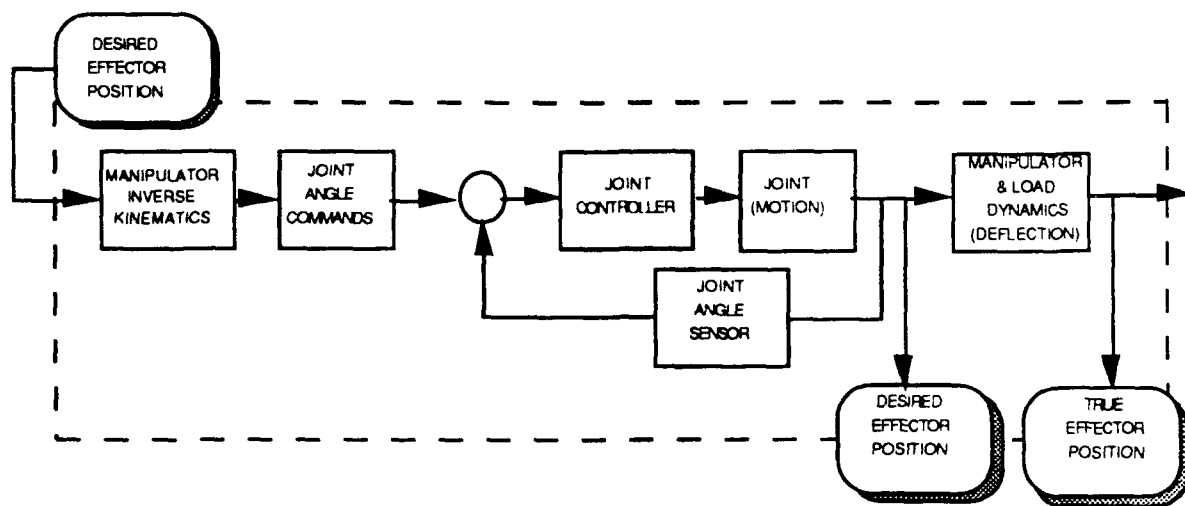 DESIRED
EFFECTOR
POSITION
MANIPULATOR
INVERSE
KINEMATICS
JOINT
ANGLE
COMMANDS
JOINT
CONTROLLER
JOINT
(MOTION)
MANIPULATOR
& LOAD
DYNAMICS
(DEFLECTION)
JOINT
ANGLE
SENSOR
DESIRED
EFFECTOR
POSITION
TRUE
EFFECTOR
POSITION